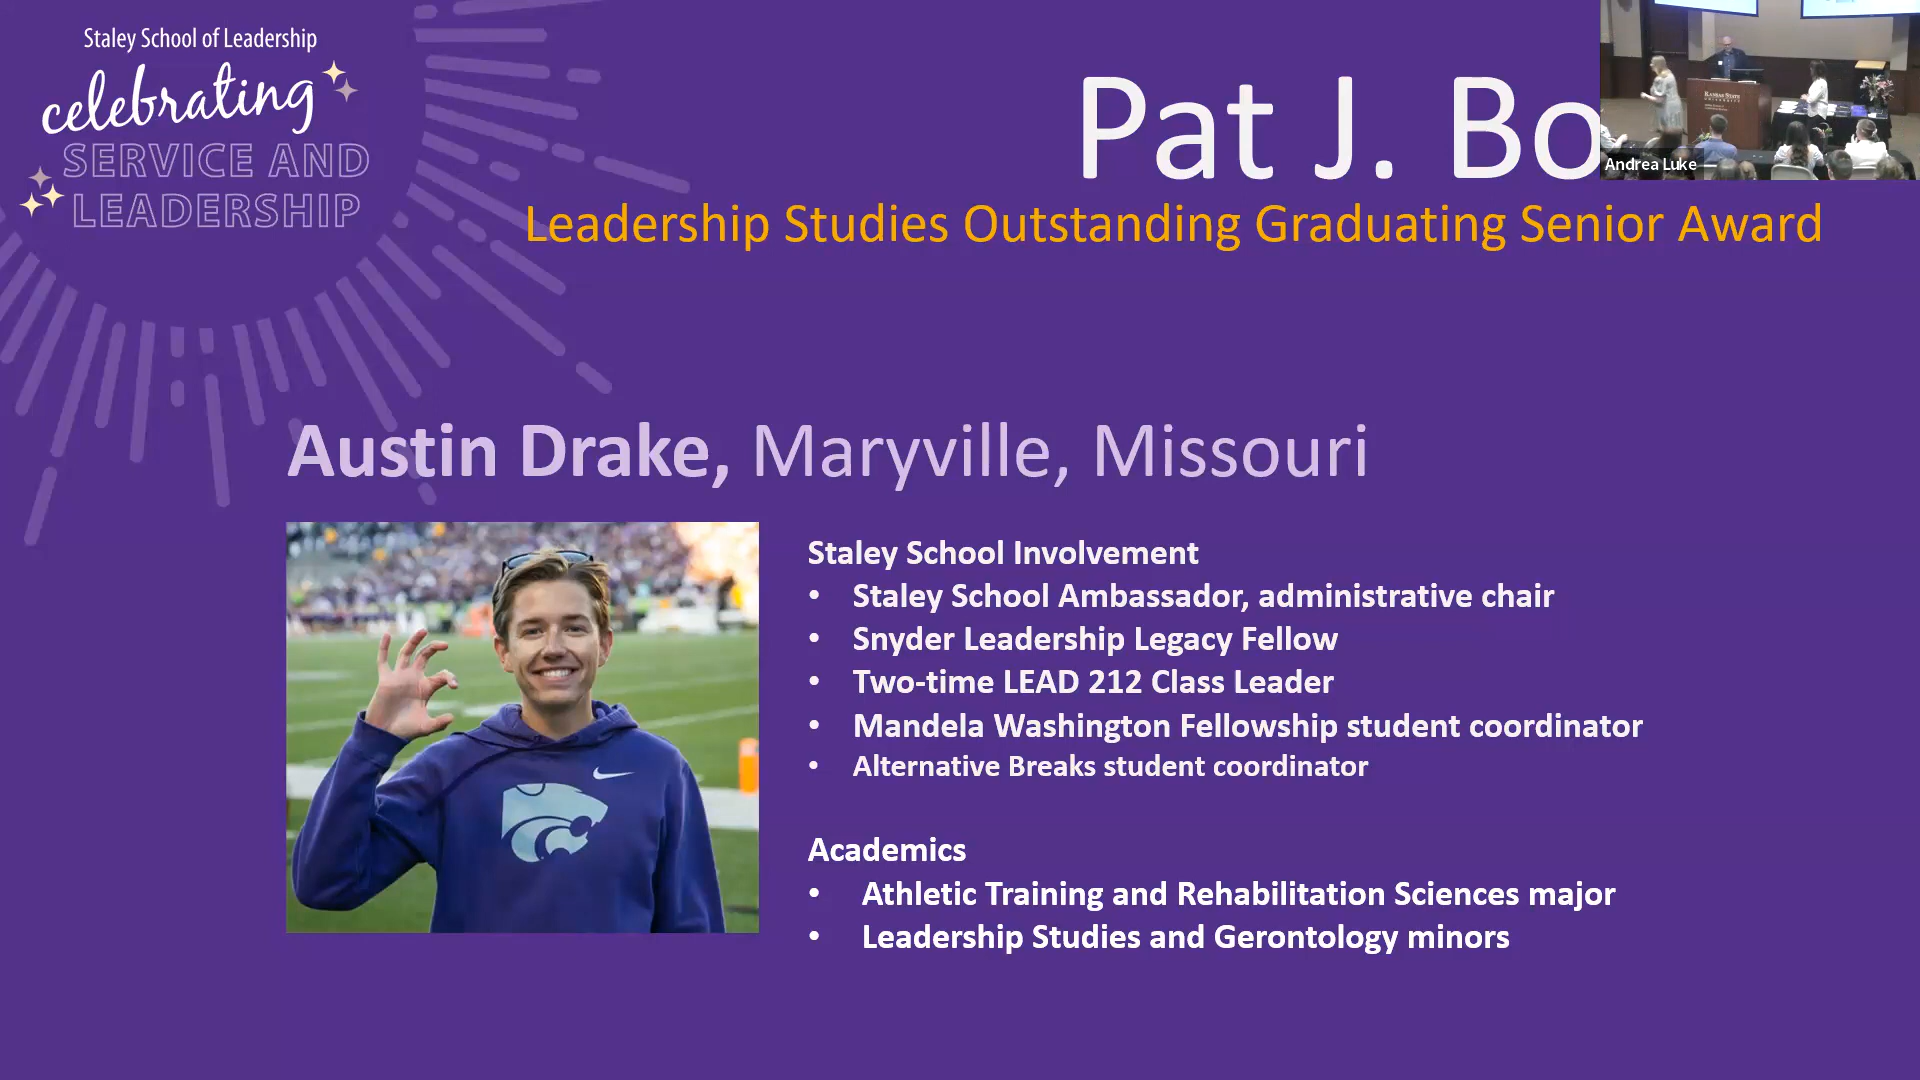 Staley School of Leadership
celebrating
SERVICE AND
LEADERSHIP
Pat J. Bo
Leadership Studies Outstanding Graduating Senior Award
KANSAS STATE
UNIVERSITY
Andrea Luke
Austin Drake, Maryville, Missouri
Staley School Involvement
• Staley School Ambassador, administrative chair
• Snyder Leadership Legacy Fellow
• Two-time LEAD 212 Class Leader
• Mandela Washington Fellowship student coordinator
• Alternative Breaks student coordinator
Academics
• Athletic Training and Rehabilitation Sciences major
• Leadership Studies and Gerontology minors